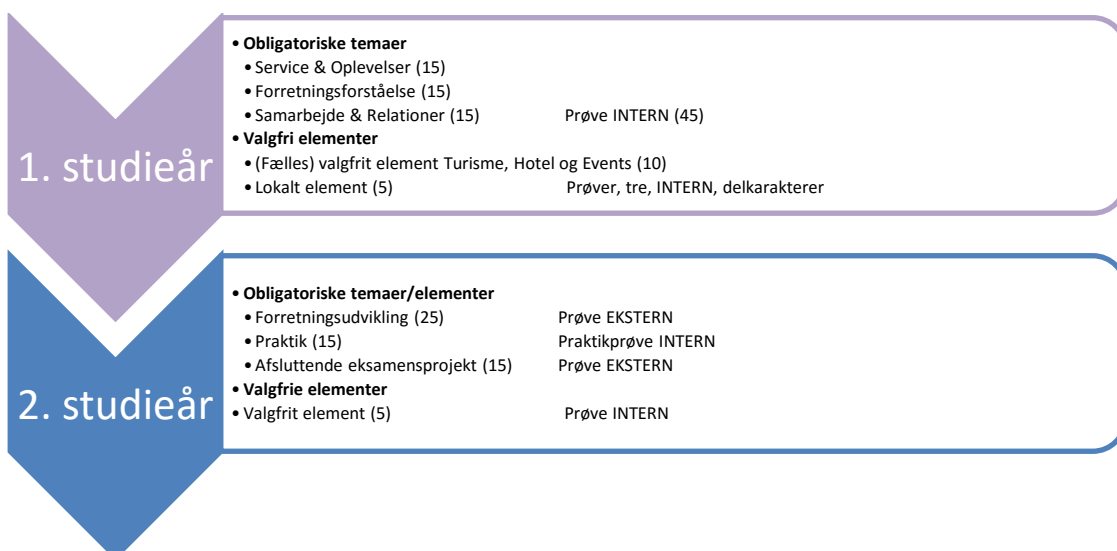 1. studieår
• Obligatoriske temaer
• Service & Oplevelser (15)
• Forretningsforståelse (15)
• Samarbejde & Relationer (15) Prøve INTERN (45)
• Valgfri elementer
• (Fælles) valgfrit element Turisme, Hotel og Events (10)
• Lokalt element (5) Prøver, tre, INTERN, delkarakterer
2. studieår
• Obligatoriske temaer/elementer
• Forretningsudvikling (25) Prøve EKSTERN
• Praktik (15) Praktikprøve INTERN
• Afsluttende eksamensprojekt (15) Prøve EKSTERN
• Valgfrie elementer
• Valgfrit element (5) Prøve INTERN